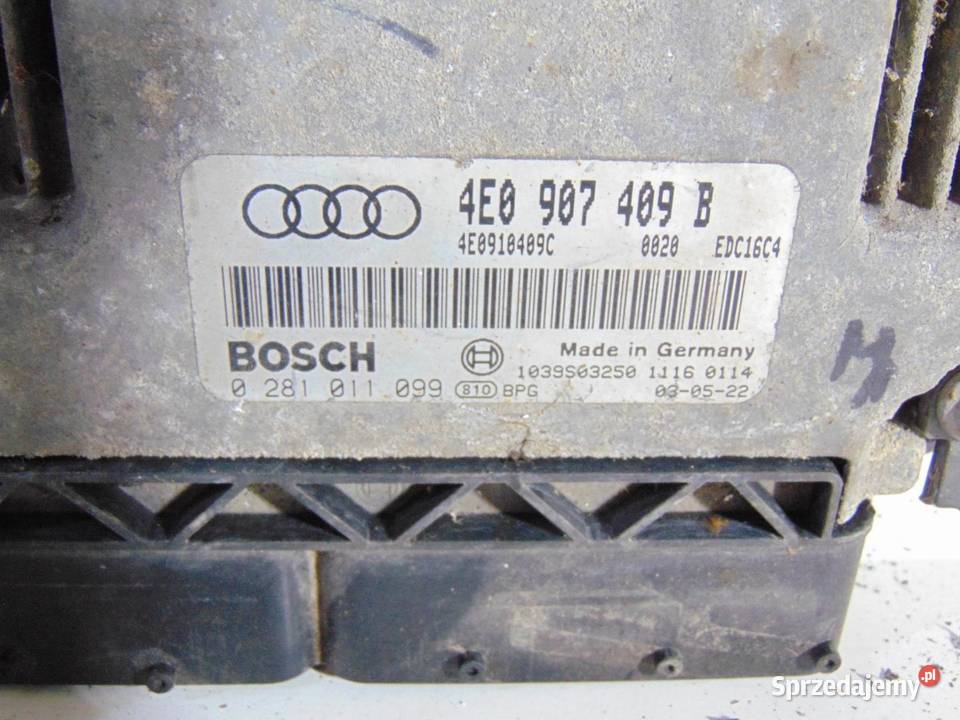 4E0 907 409 B
4E0910409C 0020 EDC16C4
BOSCH Made in Germany
1039S03250 1116 0114
0 281 011 099 810 BPG 03-05-22
M
Sprzedajemy.pl